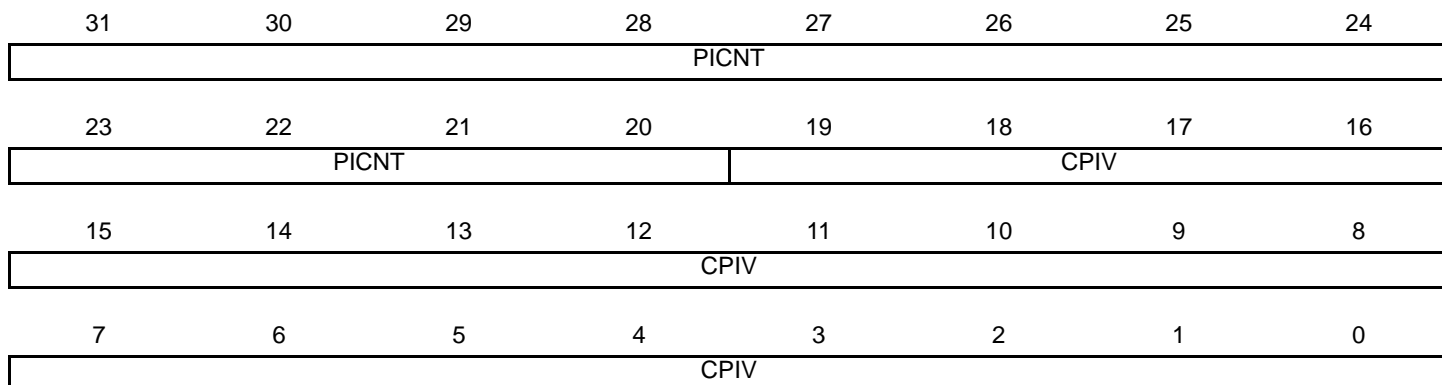 31 30 29 28 27 26 25 24
PICNT
23 22 21 20 19 18 17 16
PICNT CPIV
15 14 13 12 11 10 9 8
CPIV
7 6 5 4 3 2 1 0
CPIV